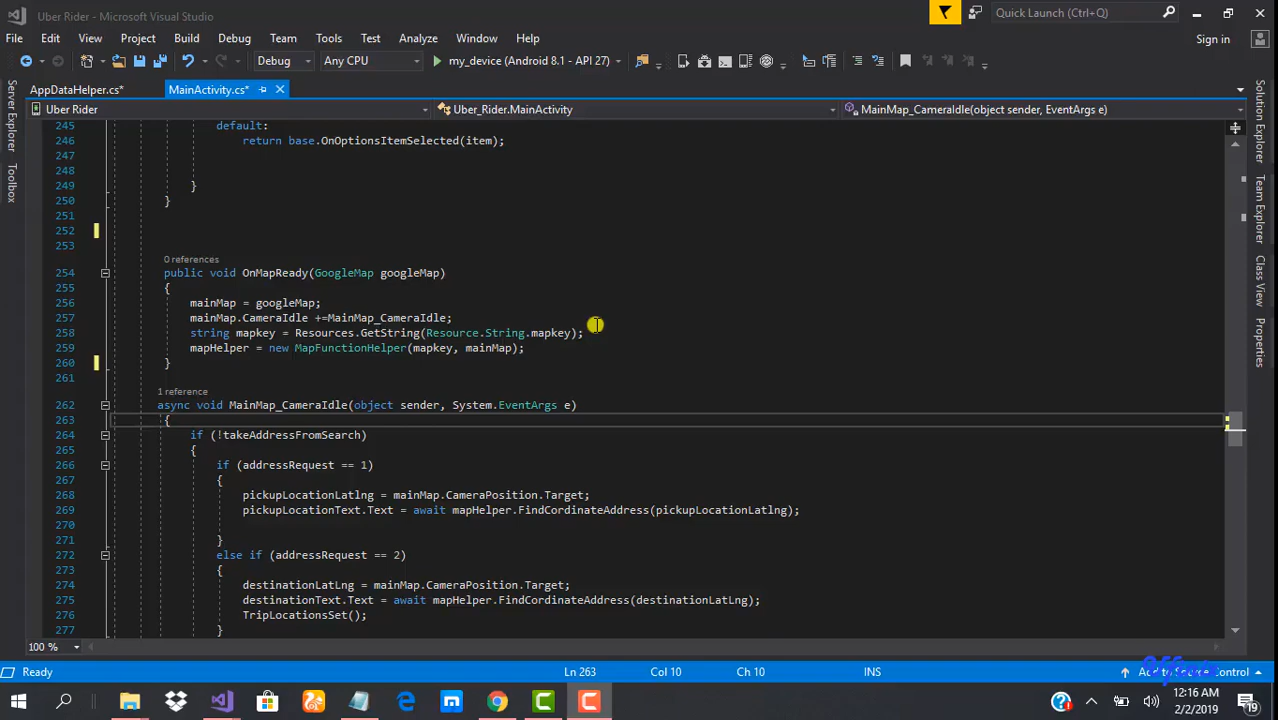 Uber Rider - Microsoft Visual Studio
Quick Launch (Ctrl+Q)
File Edit View Project Build Debug Team Tools Test Analyze Window Help
Sign in
Debug Any CPU my_device (Android 8.1 - API 27)
AppDataHelper.cs* MainActivity.cs*
Uber Rider Uber_Rider.MainActivity MainMap_CameraIdle(object sender, EventArgs e)
Server Explorer
Toolbox
Solution Explorer
Team Explorer
Class View
Properties
245 default:
246 return base.OnOptionsItemSelected(item);
247
248
249 }
250 }
251
252
253
0 references
254 public void OnMapReady(GoogleMap googleMap)
255 {
256 mainMap = googleMap;
257 mainMap.CameraIdle +=MainMap_CameraIdle;
258 string mapkey = Resources.GetString(Resource.String.mapkey);
259 mapHelper = new MapFunctionHelper(mapkey, mainMap);
260 }
261
1 reference
262 async void MainMap_CameraIdle(object sender, System.EventArgs e)
263 {
264 if (!takeAddressFromSearch)
265 {
266 if (addressRequest == 1)
267 {
268 pickupLocationLatlng = mainMap.CameraPosition.Target;
269 pickupLocationText.Text = await mapHelper.FindCordinateAddress(pickupLocationLatlng);
270
271 }
272 else if (addressRequest == 2)
273 {
274 destinationLatLng = mainMap.CameraPosition.Target;
275 destinationText.Text = await mapHelper.FindCordinateAddress(destinationLatLng);
276 TripLocationsSet();
277 }
100 %
Ready Ln 263 Col 10 Ch 10 INS Add to Source Control
12:16 AM
2/2/2019
19